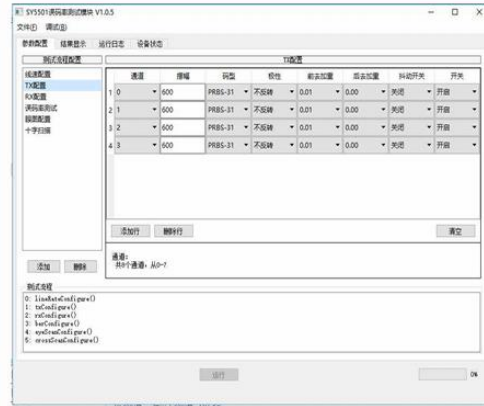 SYS501误码率测试模块 V1.0.5
文件(F) 调试(D)
参数配置 结果显示 运行日志 设备状态
测试流程配置
TX配置
线速配置
TX配置
RX配置
误码率测试
眼图配置
十字扫描
通道 摆幅 码型 极性 前去加重 后去加重 抖动开关 开关
1 0 600 PRBS-31 不反转 0.01 0.00 关闭 开启
2 1 600 PRBS-31 不反转 0.01 0.00 关闭 开启
3 2 600 PRBS-31 不反转 0.01 0.00 关闭 开启
4 3 600 PRBS-31 不反转 0.01 0.00 关闭 开启
添加行 删除行 清空
通道:
共8个通道，从0~7
添加 删除
测试流程
0: lineRateConfigure()
1: txConfigure()
2: rxConfigure()
3: berConfigure()
4: eyeScanConfigure()
5: crossScanConfigure()
运行
0%